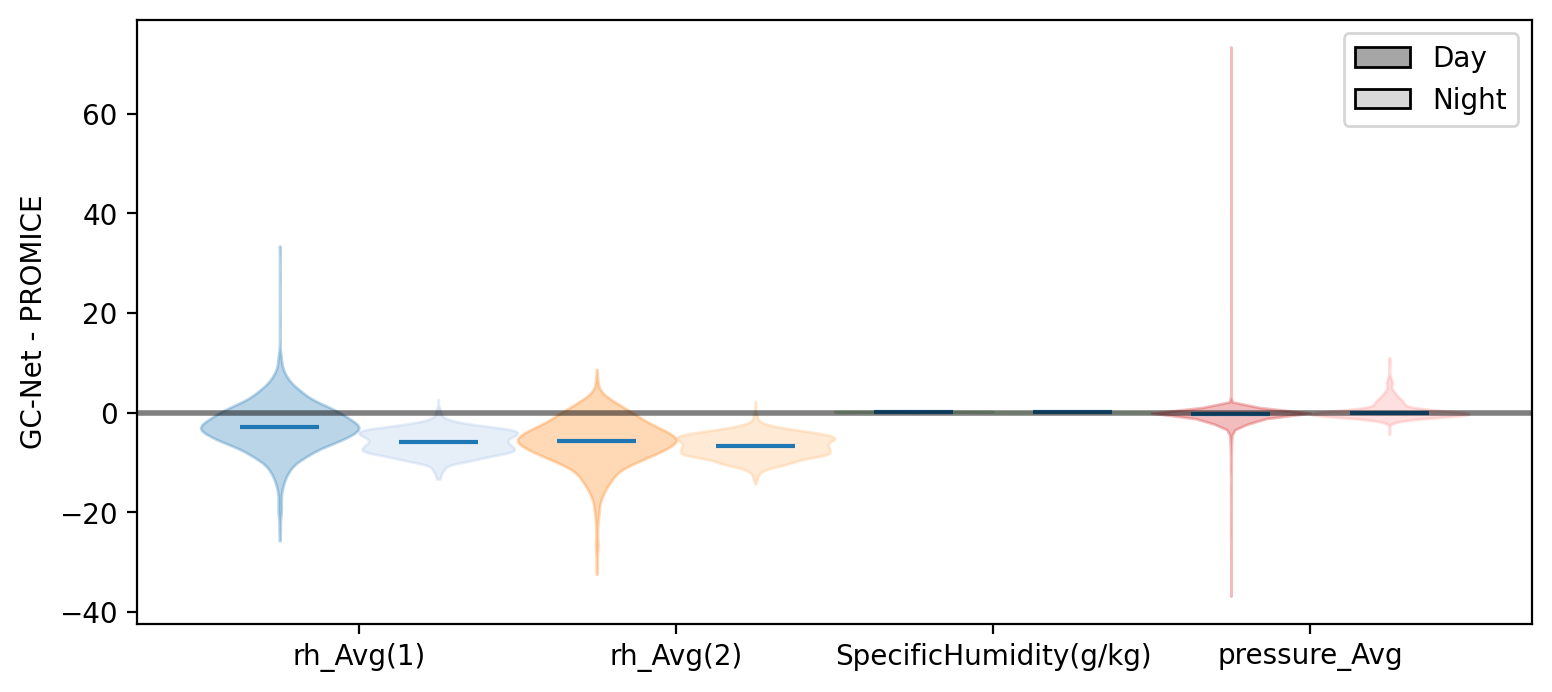 GC-Net - PROMICE
60
40
20
0
−20
−40
Day
Night
rh_Avg(1)
rh_Avg(2)
SpecificHumidity(g/kg)
pressure_Avg